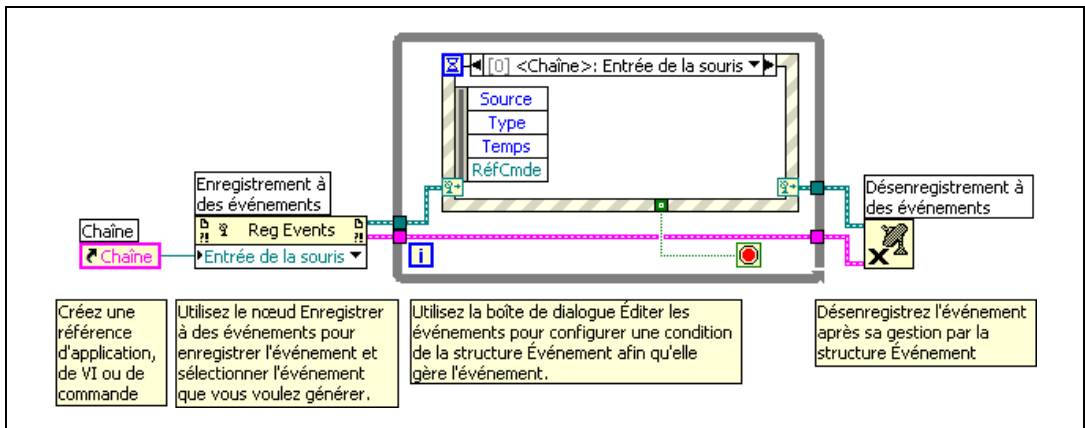 [0] <Chaîne>: Entrée de la souris
Source
Type
Temps
RéfCmde
Enregistrement à
des événements
Reg Events
Entrée de la souris
Chaîne
Chaîne
i
Désenregistrement à
des événements
Créez une
référence
d'application,
de VI ou de
commande
Utilisez le nœud Enregistrer
à des événements pour
enregistrer l'événement et
sélectionner l'événement
que vous voulez générer.
Utilisez la boîte de dialogue Éditer les
événements pour configurer une condition
de la structure Événement afin qu'elle
gère l'événement.
Désenregistrez l'événement
après sa gestion par la
structure Événement